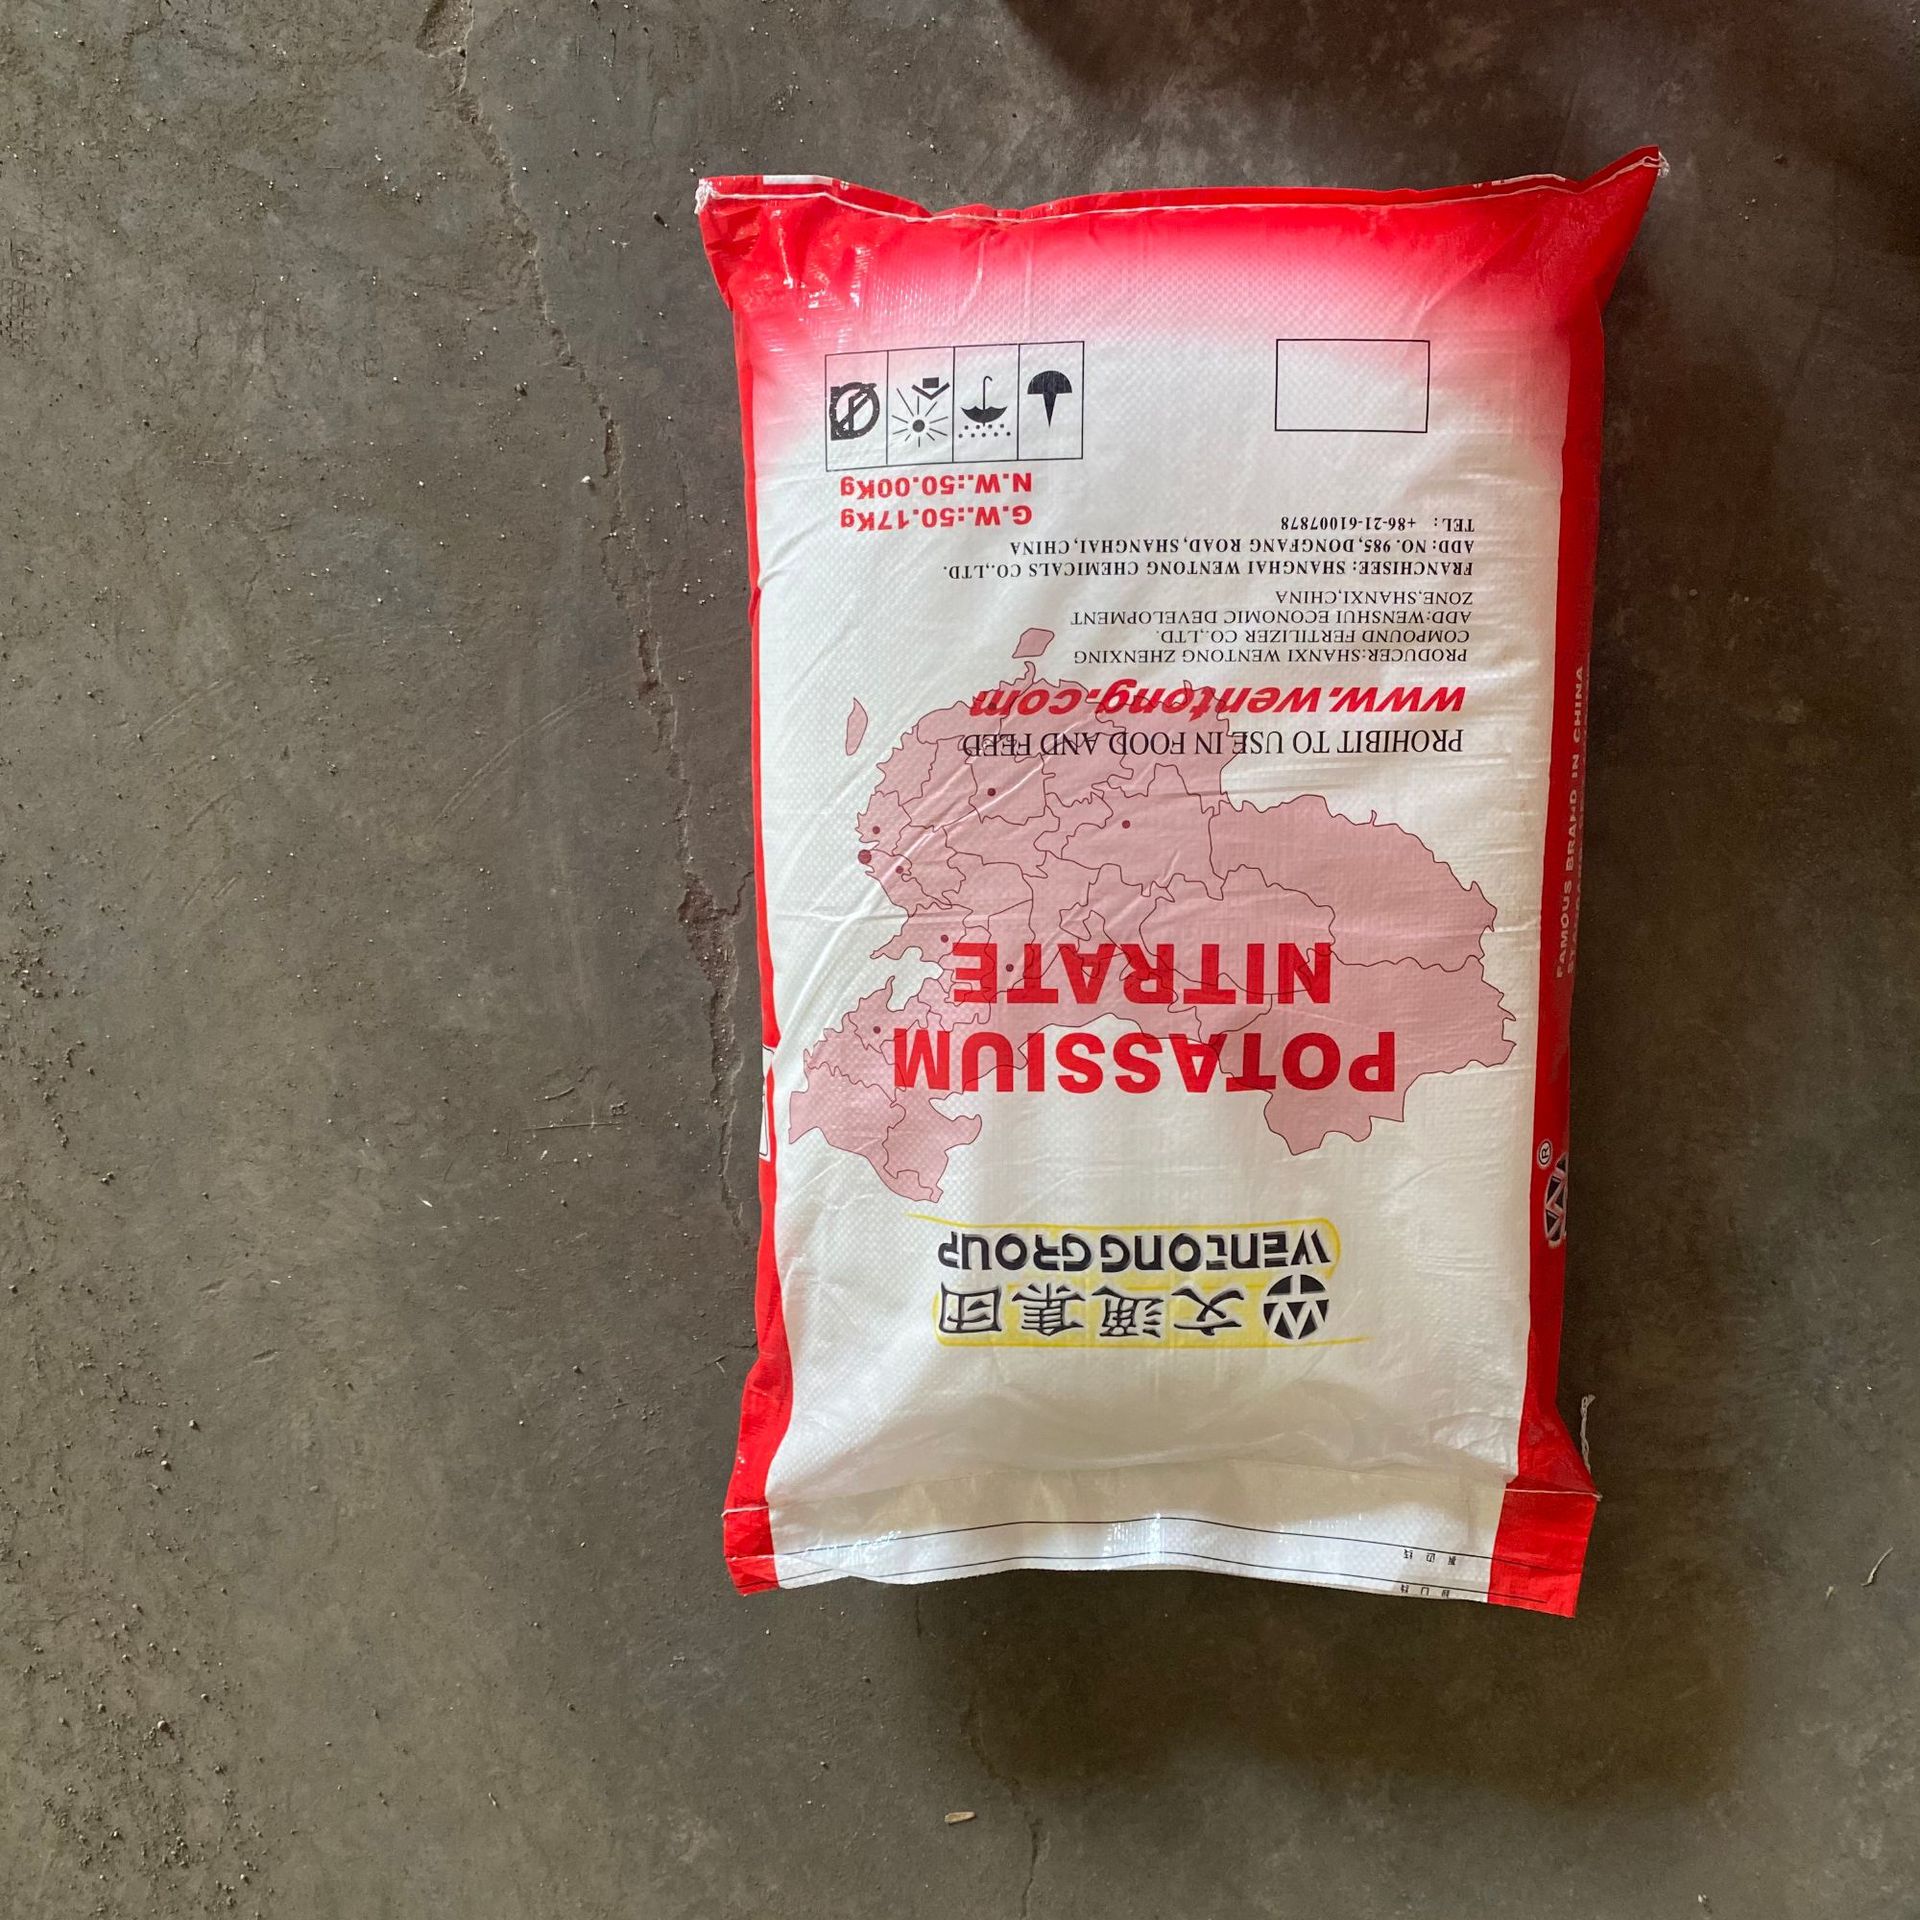 文通集团
WENTONGGROUP
POTASSIUM
NITRATE
PROHIBIT TO USE IN FOOD AND FEED
www.wentong.com
PRODUCER:SHANXI WENTONG ZHENXING
COMPOUND FERTILIZER CO.,LTD.
ADD:WENSHUI ECONOMIC DEVELOPMENT
ZONE,SHANXI,CHINA
FRANCHISEE: SHANGHAI WENTONG CHEMICALS CO.,LTD.
ADD: NO. 985, DONGFANG ROAD, SHANGHAI, CHINA
TEL: +86-21-61007878
G.W.:50.17Kg
N.W.:50.00Kg
FAMOUS BRAND IN CHINA
®